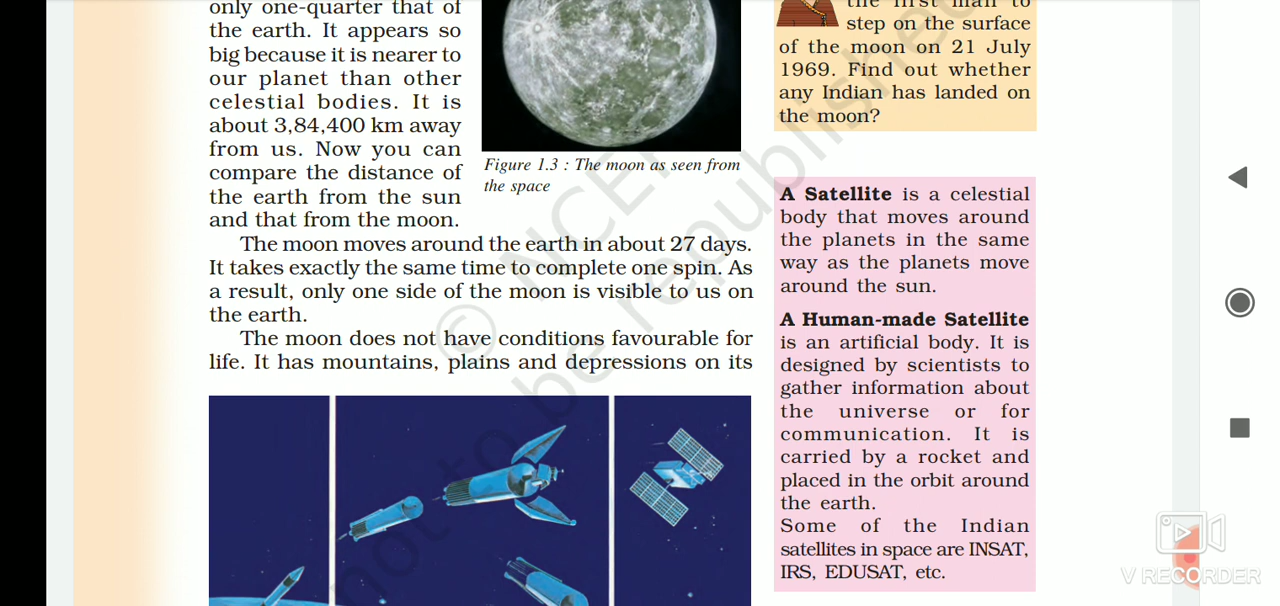 only one-quarter that of
the earth. It appears so
big because it is nearer to
our planet than other
celestial bodies. It is
about 3,84,400 km away
from us. Now you can
compare the distance of
the earth from the sun
and that from the moon.
Figure 1.3 : The moon as seen from
the space
The moon moves around the earth in about 27 days.
It takes exactly the same time to complete one spin. As
a result, only one side of the moon is visible to us on
the earth.
The moon does not have conditions favourable for
life. It has mountains, plains and depressions on its
the first man to
step on the surface
of the moon on 21 July
1969. Find out whether
any Indian has landed on
the moon?
A Satellite is a celestial
body that moves around
the planets in the same
way as the planets move
around the sun.
A Human-made Satellite
is an artificial body. It is
designed by scientists to
gather information about
the universe or for
communication. It is
carried by a rocket and
placed in the orbit around
the earth.
Some of the Indian
satellites in space are INSAT,
IRS, EDUSAT, etc.
© NCE
not to be republished
V RECORDER